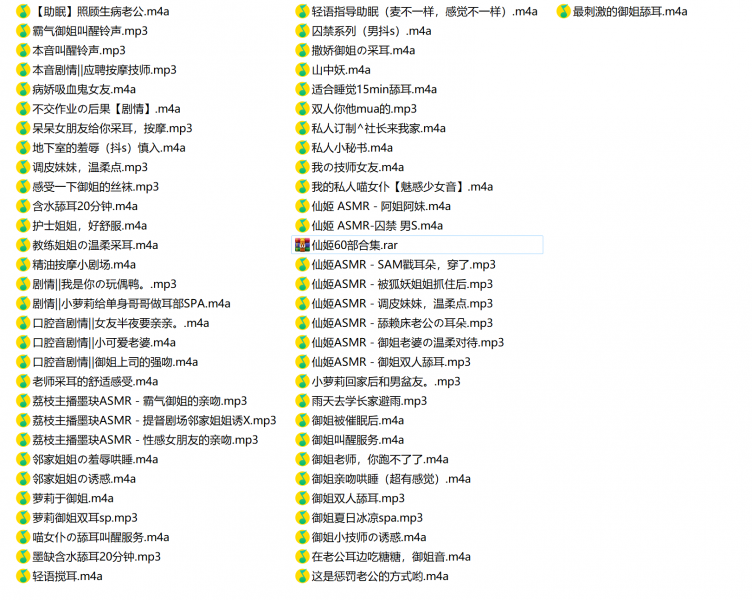 【助眠】照顾生病老公.m4a
霸气御姐叫醒铃声.mp3
本音叫醒铃声.mp3
本音剧情||应聘按摩技师.mp3
病娇吸血鬼女友.m4a
不交作业の后果【剧情】.m4a
呆呆女朋友给你采耳，按摩.mp3
地下室的羞辱（抖s）慎入.m4a
调皮妹妹，温柔点.mp3
感受一下御姐的丝袜.mp3
含水舔耳20分钟.m4a
护士姐姐，好舒服.m4a
教练姐姐の温柔采耳.m4a
精油按摩小剧场.m4a
剧情||我是你の玩偶鸭。.mp3
剧情||小萝莉给单身哥哥做耳部SPA.m4a
口腔音剧情||女友半夜要亲亲。.m4a
口腔音剧情||小可爱老婆.m4a
口腔音剧情||御姐上司的强吻.m4a
老师采耳的舒适感受.m4a
荔枝主播墨玦ASMR - 霸气御姐的亲吻.mp3
荔枝主播墨玦ASMR - 提督剧场邻家姐姐诱X.mp3
荔枝主播墨玦ASMR - 性感女朋友的亲吻.mp3
邻家姐姐の羞辱哄睡.m4a
邻家姐姐の诱惑.m4a
萝莉于御姐.m4a
萝莉御姐双耳sp.mp3
喵女仆の舔耳叫醒服务.m4a
墨缺含水舔耳20分钟.mp3
轻语搅耳.m4a
轻语指导助眠（麦不一样，感觉不一样）.m4a
囚禁系列（男抖s）.m4a
撒娇御姐の采耳.m4a
山中妖.m4a
适合睡觉15min舔耳.m4a
双人你他mua的.mp3
私人订制^社长来我家.m4a
私人小秘书.m4a
我の技师女友.m4a
我的私人喵女仆【魅惑少女音】.m4a
仙姬 ASMR - 阿姐阿妹.m4a
仙姬 ASMR-囚禁 男S.m4a
仙姬60部合集.rar
仙姬ASMR - SAM戳耳朵，穿了.mp3
仙姬ASMR - 被狐妖姐姐抓住后.mp3
仙姬ASMR - 调皮妹妹，温柔点.mp3
仙姬ASMR - 舔赖床老公の耳朵.mp3
仙姬ASMR - 御姐老婆の温柔对待.mp3
仙姬ASMR - 御姐双人舔耳.mp3
小萝莉回家后和男盆友。.mp3
雨天去学长家避雨.mp3
御姐被催眠后.m4a
御姐叫醒服务.m4a
御姐老师，你跑不了了.m4a
御姐亲吻哄睡（超有感觉）.m4a
御姐双人舔耳.mp3
御姐夏日冰凉spa.mp3
御姐小技师の诱惑.m4a
在老公耳边吃糖糖，御姐音.m4a
这是惩罚老公的方式哟.m4a
最刺激的御姐舔耳.m4a